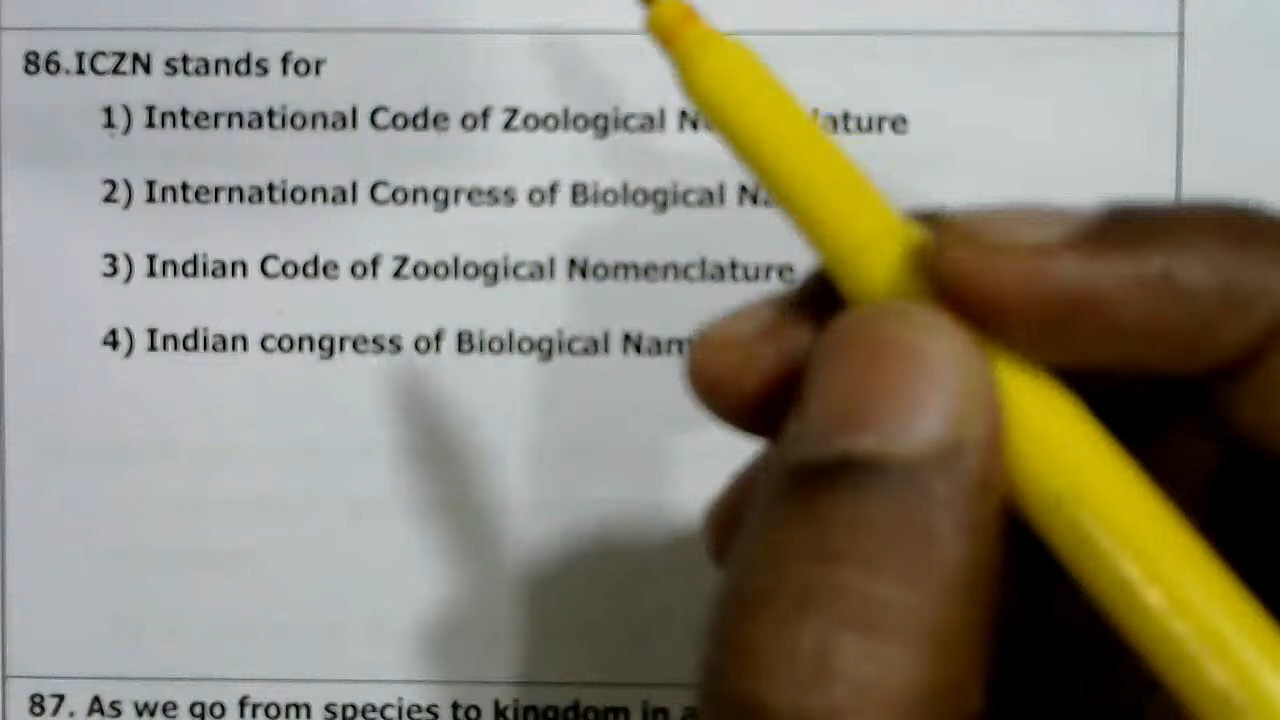 86.ICZN stands for
1) International Code of Zoological
2) International Congress of Biological
3) Indian Code of Zoological Nomenclature
4) Indian congress of Biological
87. As we go from species to kingdom in a